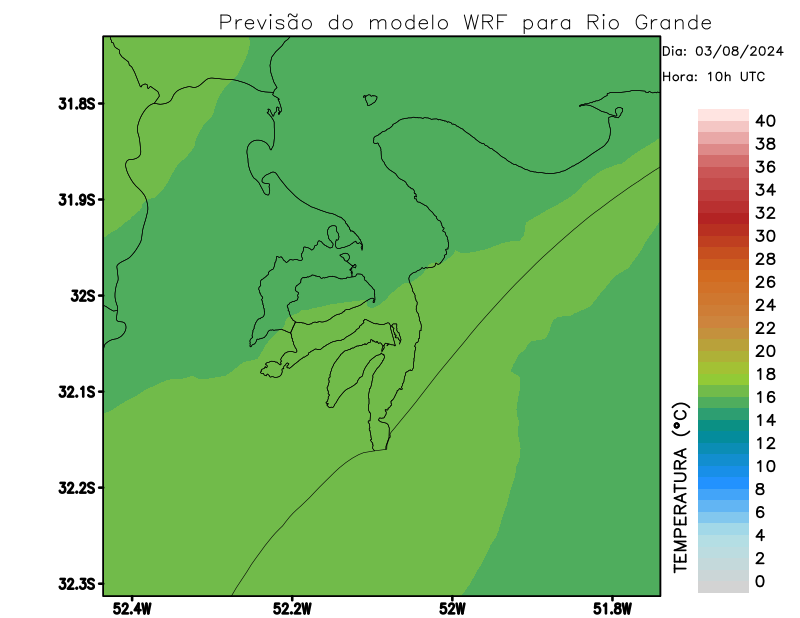 Previsão do modelo WRF para Rio Grande
Dia: 03/08/2024
Hora: 10h UTC
31.8S
31.9S
32S
32.1S
32.2S
32.3S
52.4W
52.2W
52W
51.8W
TEMPERATURA (°C)
40
38
36
34
32
30
28
26
24
22
20
18
16
14
12
10
8
6
4
2
0